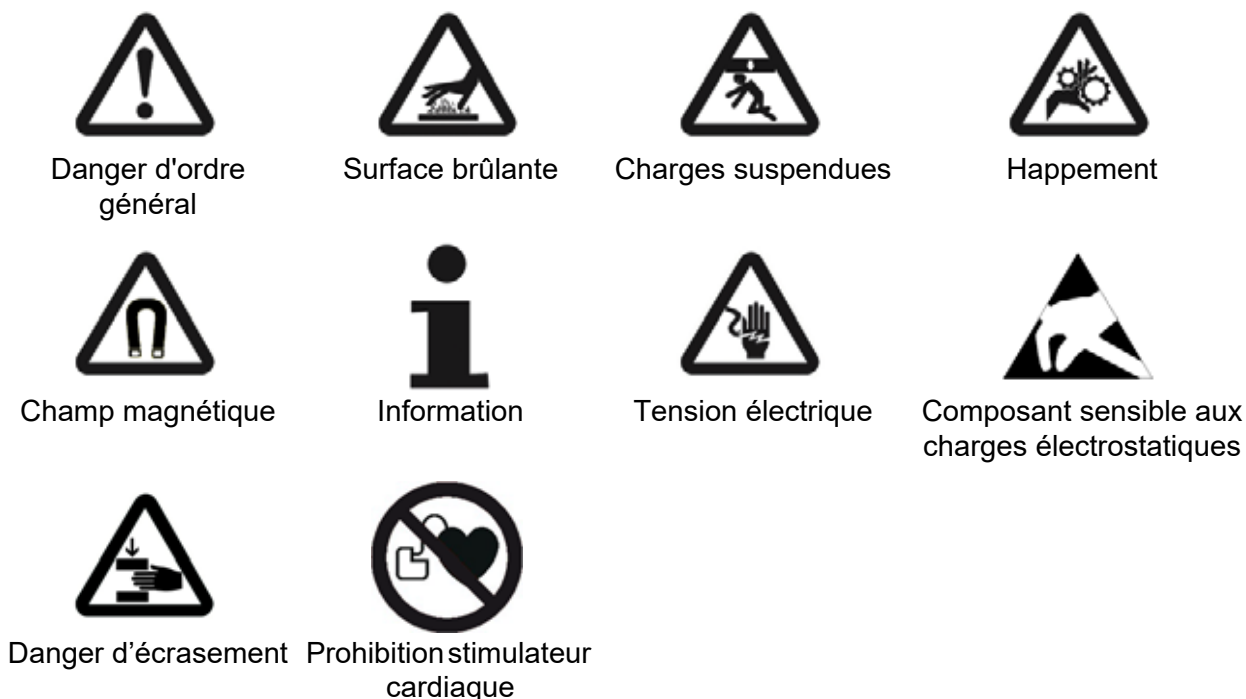 Danger d'ordre
général
Surface brûlante
Charges suspendues
Happement
Champ magnétique
Information
Tension électrique
Composant sensible aux
charges électrostatiques
Danger d’écrasement
Prohibition stimulateur
cardiaque